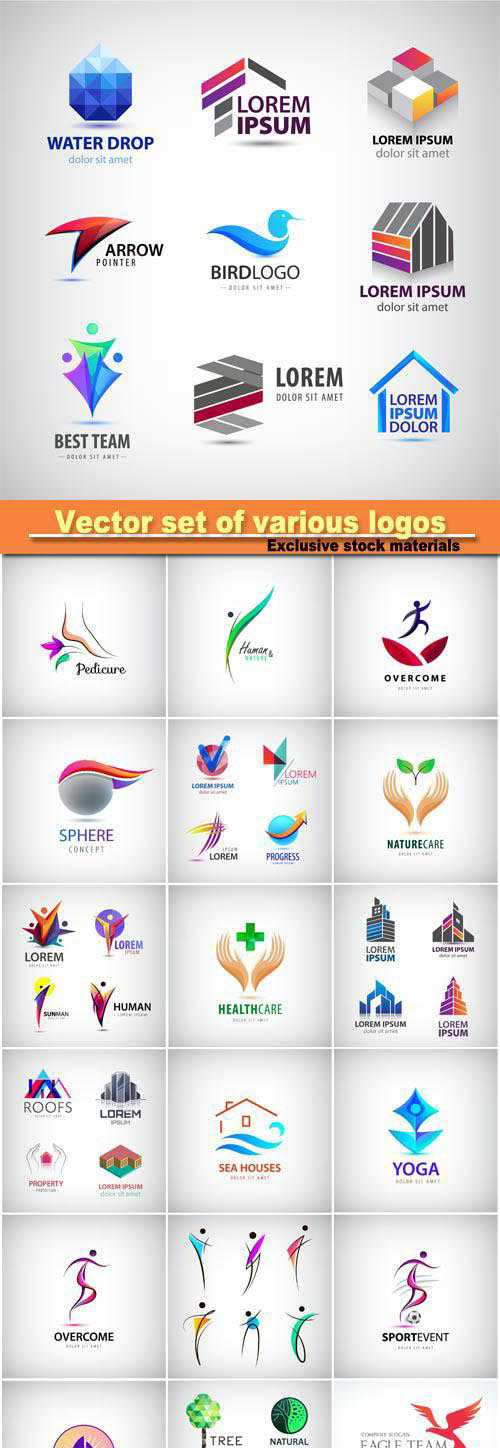 WATER DROP
dolor sit amet
LOREM
IPSUM
LOREM IPSUM
dolor sit amet
ARROW
POINTER
BIRDLOGO
— DOLOR SIT AMET —
LOREM IPSUM
dolor sit amet
BEST TEAM
— DOLOR SIT AMET —
LOREM
DOLOR SIT AMET
LOREM
IPSUM
DOLOR
Vector set of various logos
Exclusive stock materials
Pedicure
Human &
NATURE
OVERCOME
DOLOR SIT AMET
SPHERE
CONCEPT
LOREM IPSUM
dolor sit amet
LOREM
IPSUM
IPSUM
LOREM
PROGRESS
NATURECARE
DOLOR SIT AMET
LOREM
LOREM
IPSUM
SUNMAN
HUMAN
HEALTHCARE
DOLOR SIT AMET
LOREM
IPSUM
LOREM IPSUM
LOREM IPSUM
LOREM
IPSUM
ROOFS
LOREM
IPSUM
PROPERTY
PROTECTION
LOREM IPSUM
dolor sit amet
SEA HOUSES
DOLOR SIT AMET
YOGA
DOLOR SIT AMET
OVERCOME
DOLOR SIT AMET
SPORTEVENT
DOLOR SIT AMET
TREE
NATURAL
COMPANY SLOGAN
EAGLE TEAM